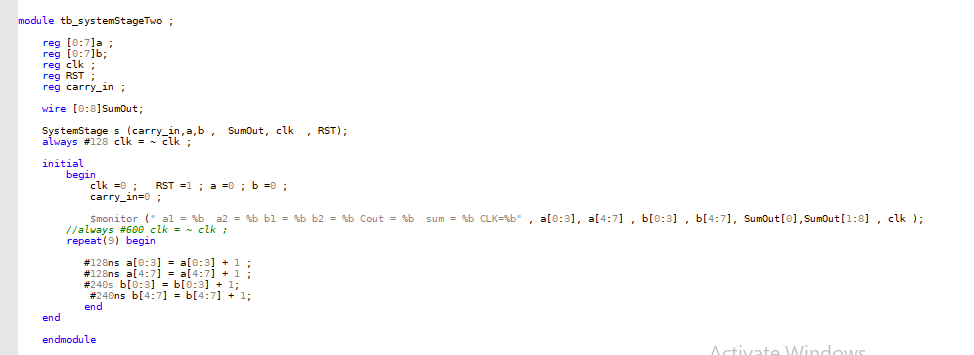 module tb_systemStageTwo ;
reg [0:7]a ;
reg [0:7]b;
reg clk ;
reg RST ;
reg carry_in ;
wire [0:8]SumOut;
SystemStage s (carry_in,a,b ,  SumOut, clk  , RST);
always #128 clk = ~ clk ;
initial
begin
clk =0 ;   RST =1 ; a =0 ; b =0 ;
carry_in=0 ;
$monitor (" a1 = %b  a2 = %b b1 = %b b2 = %b Cout = %b  sum = %b CLK=%b" , a[0:3], a[4:7] , b[0:3] , b[4:7], SumOut[0],SumOut[1:8] , clk );
//always #600 clk = ~ clk ;
repeat(9) begin
#128ns a[0:3] = a[0:3] + 1 ;
#128ns a[4:7] = a[4:7] + 1 ;
#240s b[0:3] = b[0:3] + 1;
#240ns b[4:7] = b[4:7] + 1;
end
end
endmodule
Activate Windows